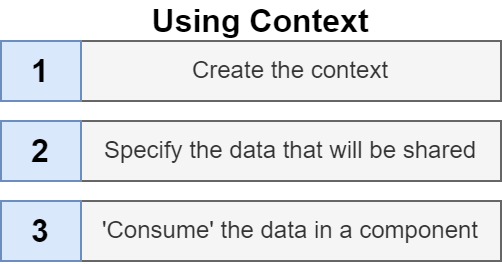 Using Context
1 Create the context
2 Specify the data that will be shared
3 'Consume' the data in a component